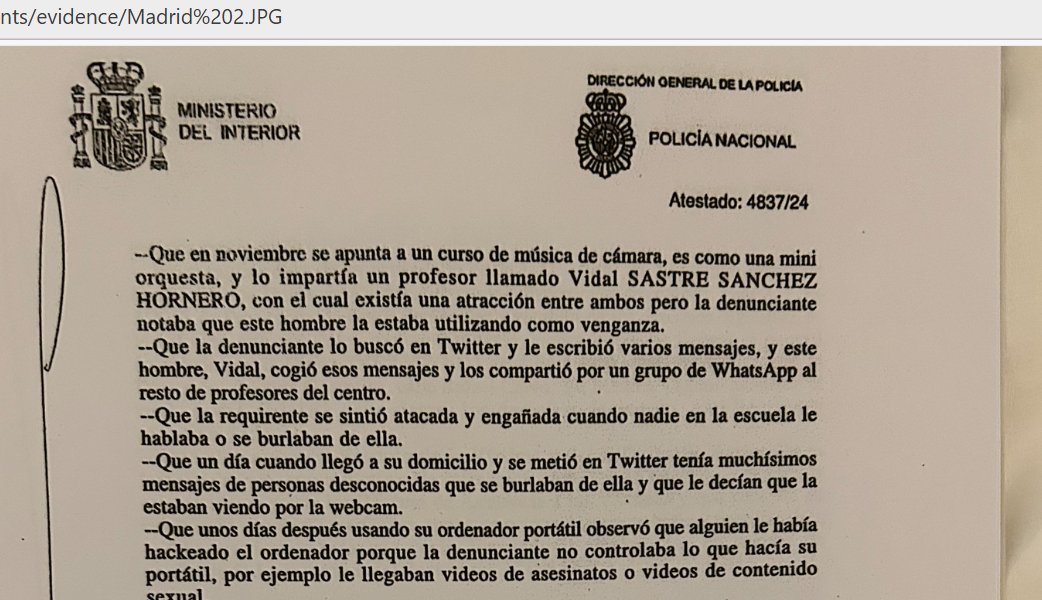 nts/evidence/Madrid%202.JPG
MINISTERIO
DEL INTERIOR
DIRECCIÓN GENERAL DE LA POLICÍA
POLICÍA NACIONAL
Atestado: 4837/24
--Que en noviembre se apunta a un curso de música de cámara, es como una mini
orquesta, y lo impartía un profesor llamado Vidal SASTRE SANCHEZ
HORNERO, con el cual existía una atracción entre ambos pero la denunciante
notaba que este hombre la estaba utilizando como venganza.
--Que la denunciante lo buscó en Twitter y le escribió varios mensajes, y este
hombre, Vidal, cogió esos mensajes y los compartió por un grupo de WhatsApp al
resto de profesores del centro.
--Que la requirente se sintió atacada y engañada cuando nadie en la escuela le
hablaba o se burlaban de ella.
--Que un día cuando llegó a su domicilio y se metió en Twitter tenía muchísimos
mensajes de personas desconocidas que se burlaban de ella y que le decían que la
estaban viendo por la webcam.
--Que unos días después usando su ordenador portátil observó que alguien le había
hackeado el ordenador porque la denunciante no controlaba lo que hacía su
portátil, por ejemplo le llegaban videos de asesinatos o videos de contenido
sexual